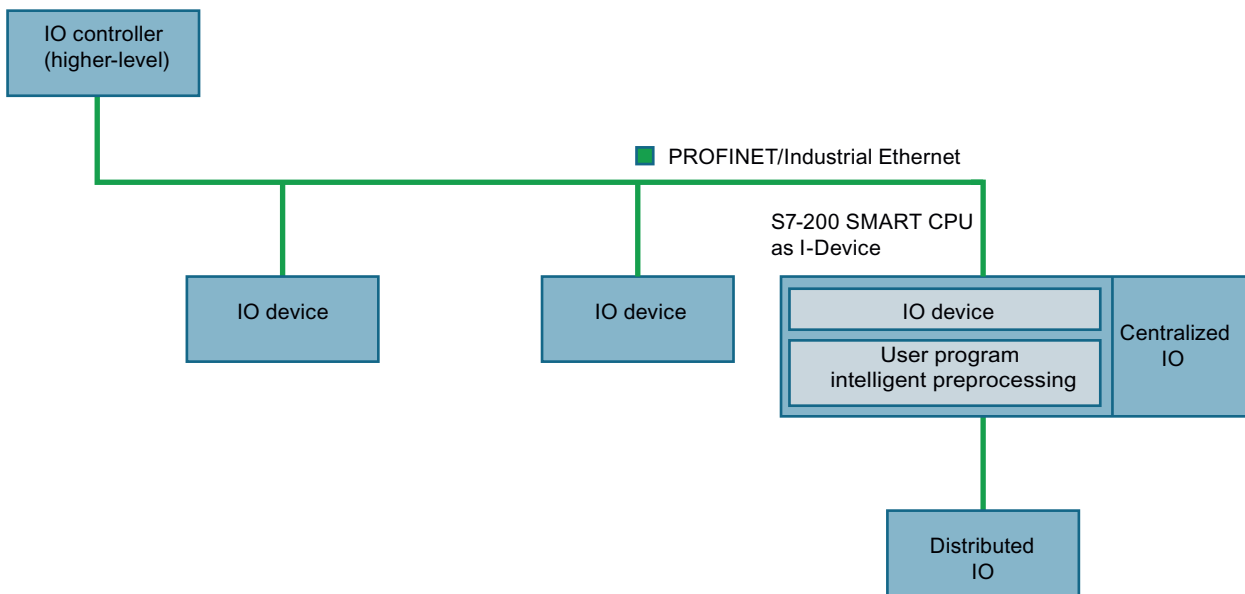 IO controller
(higher-level)
PROFINET/Industrial Ethernet
S7-200 SMART CPU
as I-Device
IO device
IO device
IO device
User program
intelligent preprocessing
Centralized
IO
Distributed
IO